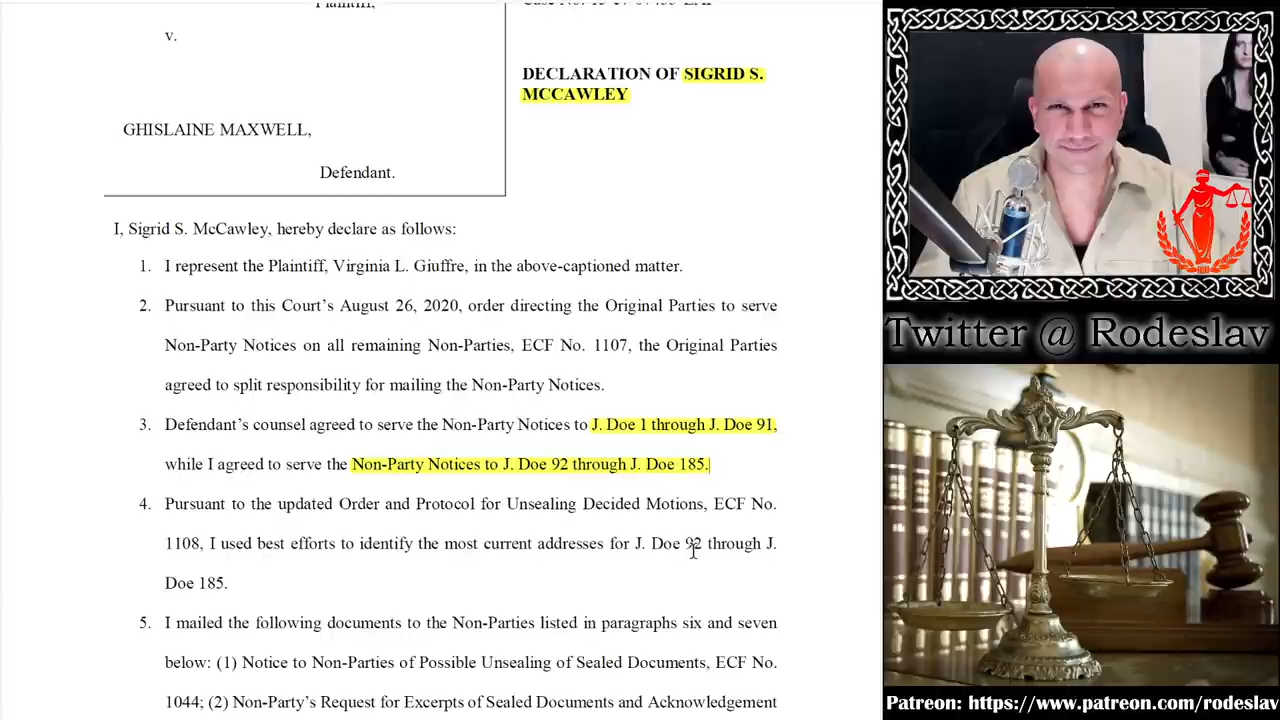 Plaintiff,
v.
DECLARATION OF SIGRID S.
MCCAWLEY
GHISLAINE MAXWELL,
Defendant.
I, Sigrid S. McCawley, hereby declare as follows:
1. I represent the Plaintiff, Virginia L. Giuffre, in the above-captioned matter.
2. Pursuant to this Court’s August 26, 2020, order directing the Original Parties to serve
Non-Party Notices on all remaining Non-Parties, ECF No. 1107, the Original Parties
agreed to split responsibility for mailing the Non-Party Notices.
3. Defendant’s counsel agreed to serve the Non-Party Notices to J. Doe 1 through J. Doe 91,
while I agreed to serve the Non-Party Notices to J. Doe 92 through J. Doe 185.
4. Pursuant to the updated Order and Protocol for Unsealing Decided Motions, ECF No.
1108, I used best efforts to identify the most current addresses for J. Doe 92 through J.
Doe 185.
5. I mailed the following documents to the Non-Parties listed in paragraphs six and seven
below: (1) Notice to Non-Parties of Possible Unsealing of Sealed Documents, ECF No.
1044; (2) Non-Party’s Request for Excerpts of Sealed Documents and Acknowledgement
Twitter @ Rodeslav
Patreon: https://www.patreon.com/rodeslav